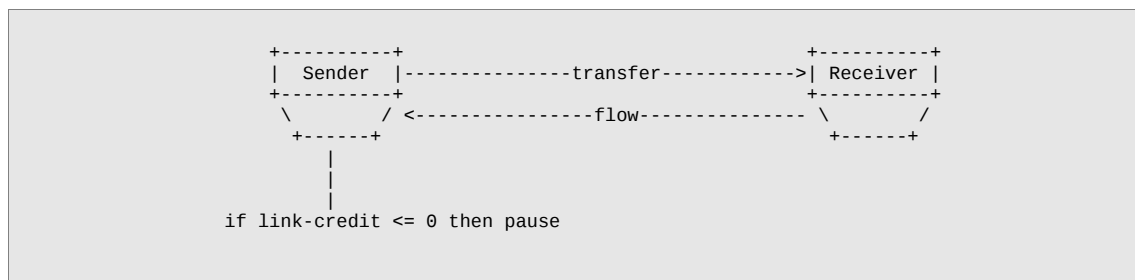 +----------+ +----------+
| Sender |---------------transfer------------>| Receiver |
+----------+ +----------+
\ / <----------------flow--------------- \ /
+------+ +------+
|
|
|
if link-credit <= 0 then pause